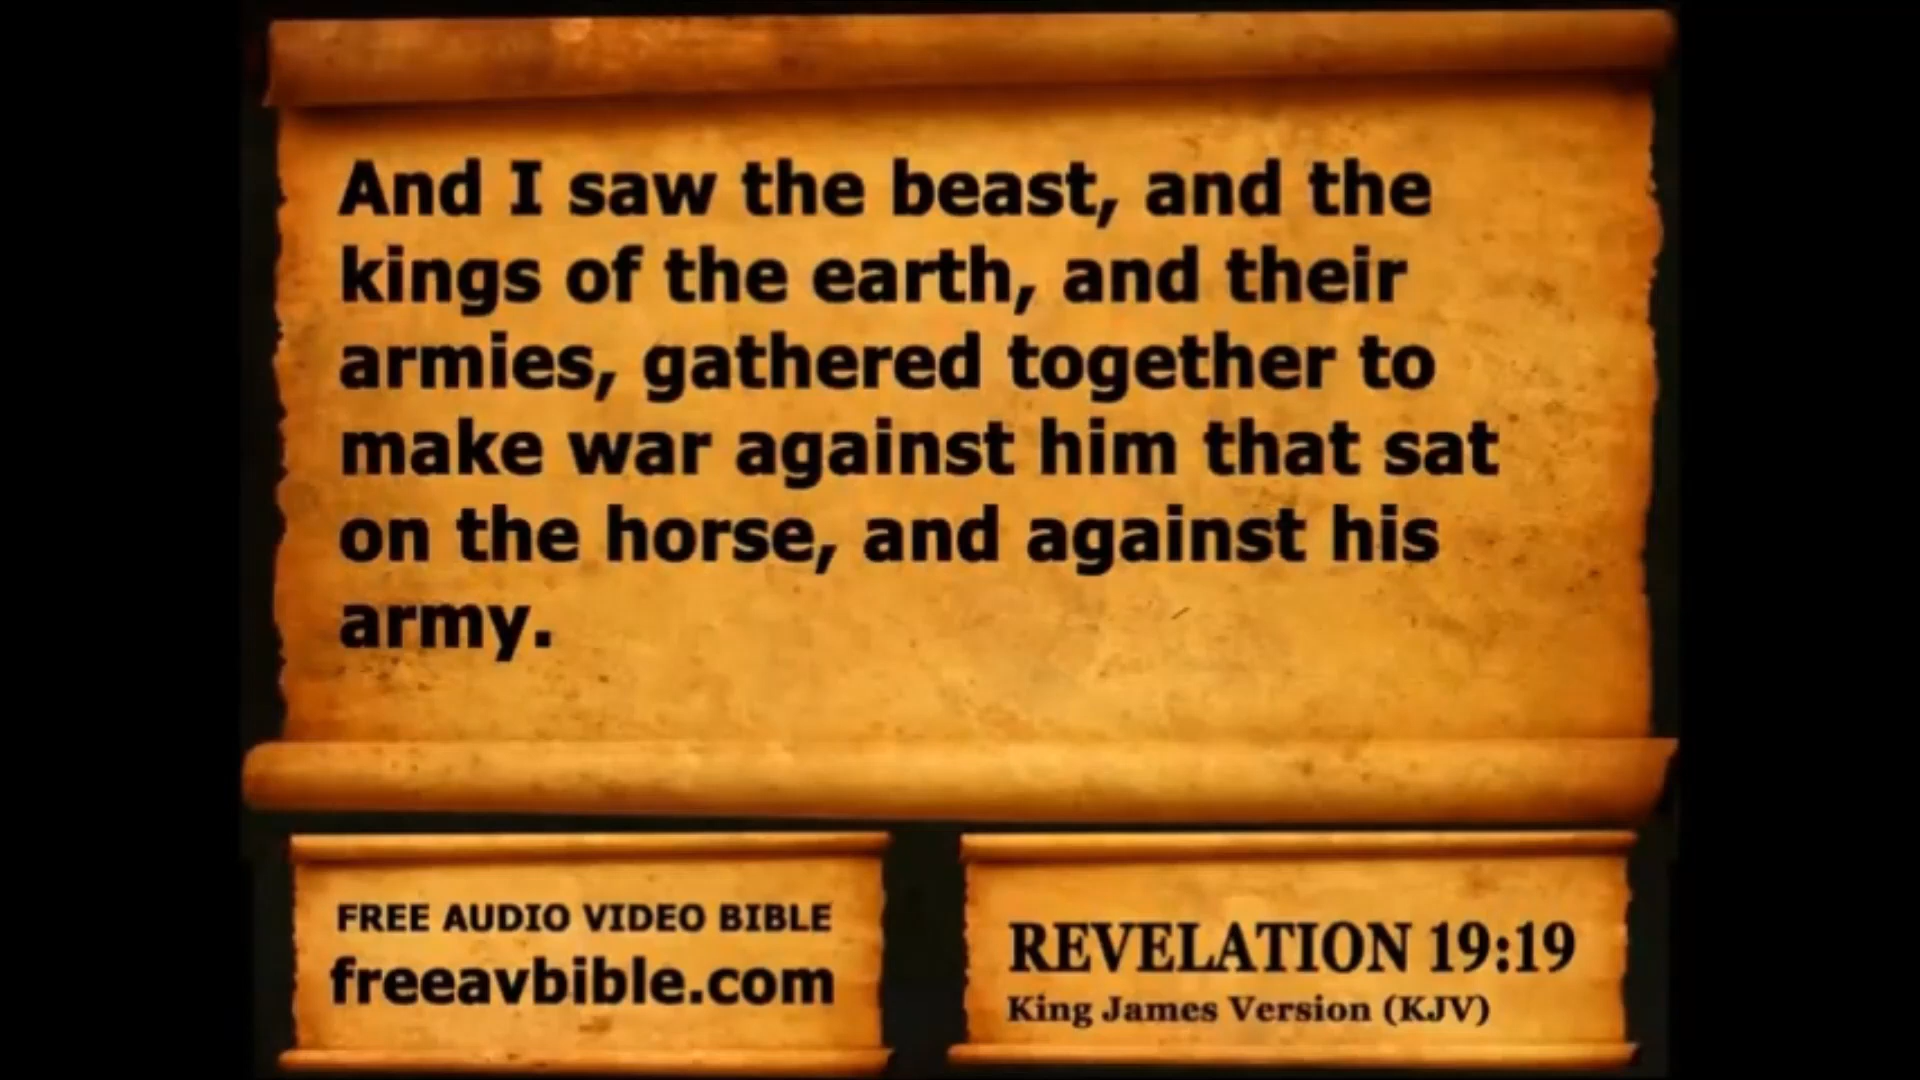 And I saw the beast, and the
kings of the earth, and their
armies, gathered together to
make war against him that sat
on the horse, and against his
army.
FREE AUDIO VIDEO BIBLE
freeavbible.com
REVELATION 19:19
King James Version (KJV)